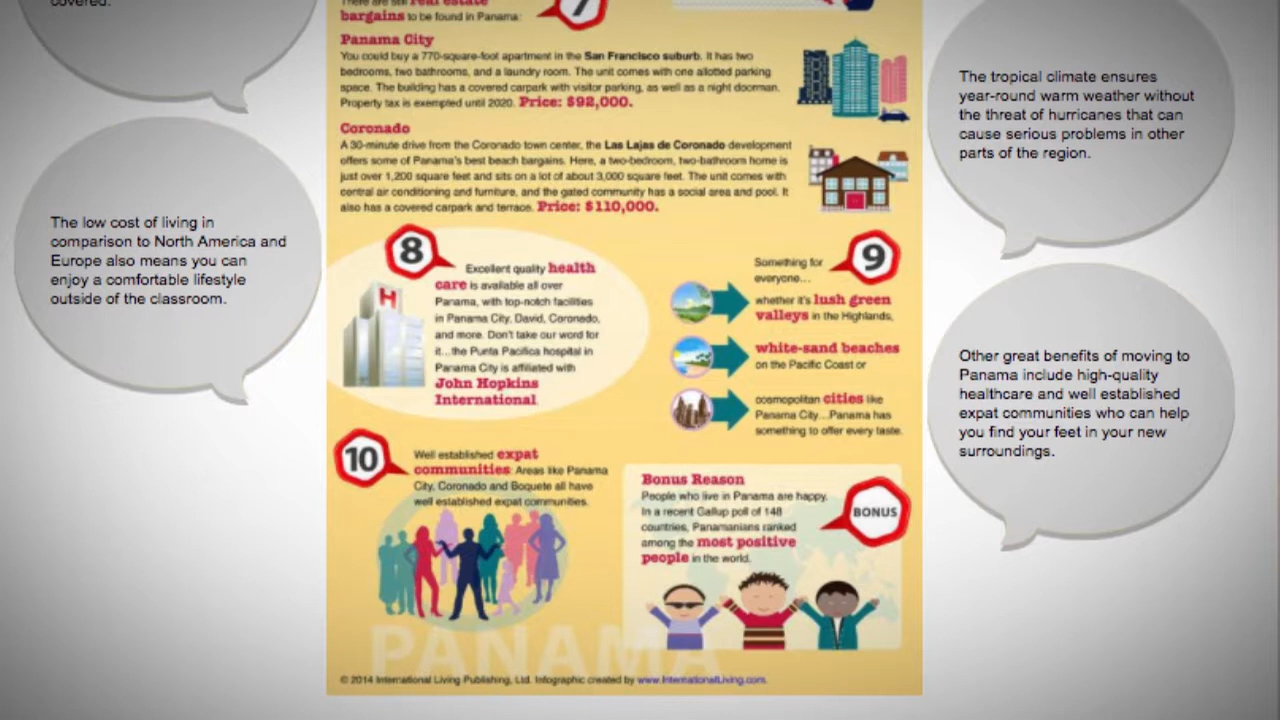 covered.
The low cost of living in
comparison to North America and
Europe also means you can
enjoy a comfortable lifestyle
outside of the classroom.
There are still real estate
bargains to be found in Panama:
7
Panama City
You could buy a 770-square-foot apartment in the San Francisco suburb. It has two
bedrooms, two bathrooms, and a laundry room. The unit comes with one allotted parking
space. The building has a covered carpark with visitor parking, as well as a night doorman.
Property tax is exempted until 2020. Price: $92,000.
Coronado
A 30-minute drive from the Coronado town center, the Las Lajas de Coronado development
offers some of Panama's best beach bargains. Here, a two-bedroom, two-bathroom home is
just over 1,200 square feet and sits on a lot of about 3,000 square feet. The unit comes with
central air conditioning and furniture, and the gated community has a social area and pool. It
also has a covered carpark and terrace. Price: $110,000.
8
Excellent quality health
care is available all over
Panama, with top-notch facilities
in Panama City, David, Coronado,
and more. Don't take our word for
it...the Punta Pacifica hospital in
Panama City is affiliated with
John Hopkins
International.
H
9
Something for
everyone...
whether it's lush green
valleys in the Highlands,
white-sand beaches
on the Pacific Coast or
cosmopolitan cities like
Panama City...Panama has
something to offer every taste.
10
Well established expat
communities: Areas like Panama
City, Coronado and Boquete all have
well established expat communities.
Bonus Reason
People who live in Panama are happy.
In a recent Gallup poll of 148
countries, Panamanians ranked
among the most positive
people in the world.
BONUS
PANAMA
© 2014 International Living Publishing, Ltd. Infographic created by www.InternationalLiving.com.
The tropical climate ensures
year-round warm weather without
the threat of hurricanes that can
cause serious problems in other
parts of the region.
Other great benefits of moving to
Panama include high-quality
healthcare and well established
expat communities who can help
you find your feet in your new
surroundings.